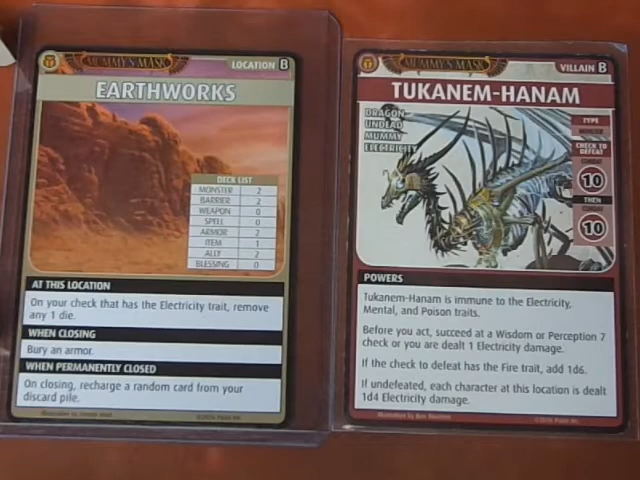 MUMMY'S MASK
LOCATION B
EARTHWORKS
DECK LIST
MONSTER 2
BARRIER 2
WEAPON 0
SPELL 0
ARMOR 2
ITEM 1
ALLY 2
BLESSING 0
AT THIS LOCATION
On your check that has the Electricity trait, remove
any 1 die.
WHEN CLOSING
Bury an armor.
WHEN PERMANENTLY CLOSED
On closing, recharge a random card from your
discard pile.
MUMMY'S MASK
VILLAIN B
TUKANEM-HANAM
DRAGON
UNDEAD
MUMMY
ELECTRICITY
TYPE
MONSTER
CHECK TO
DEFEAT
COMBAT
10
THEN
10
POWERS
Tukanem-Hanam is immune to the Electricity,
Mental, and Poison traits.
Before you act, succeed at a Wisdom or Perception 7
check or you are dealt 1 Electricity damage.
If the check to defeat has the Fire trait, add 1d6.
If undefeated, each character at this location is dealt
1d4 Electricity damage.